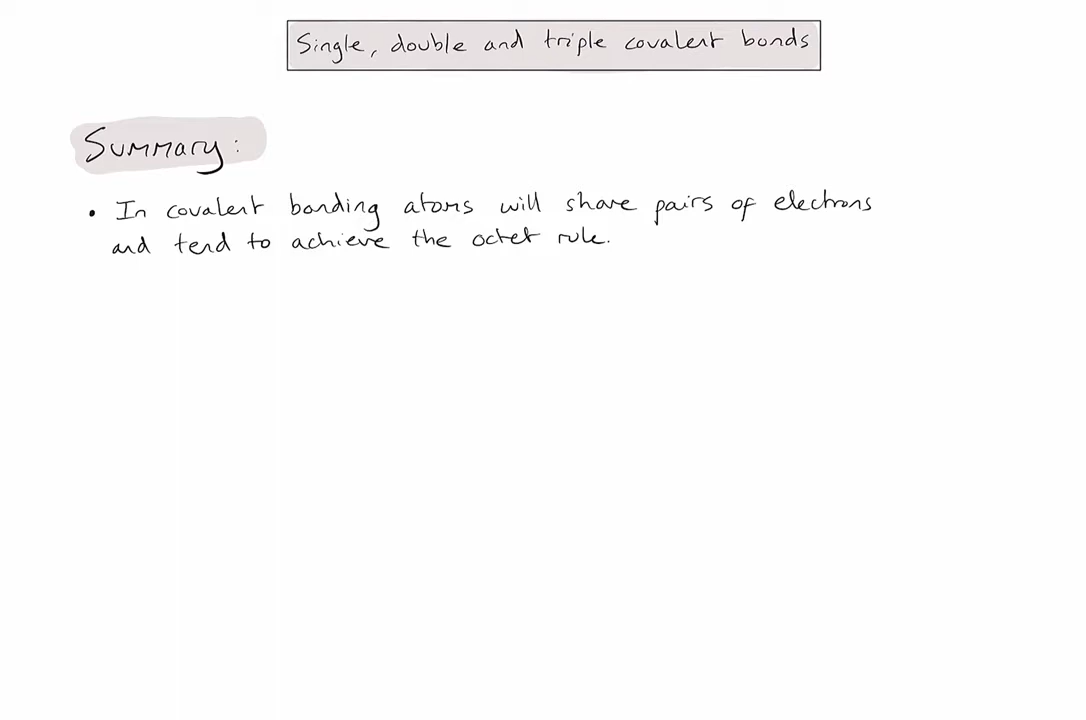 Single, double and triple covalent bonds
Summary:
• In covalent bonding atoms will share pairs of electrons
and tend to achieve the octet rule.